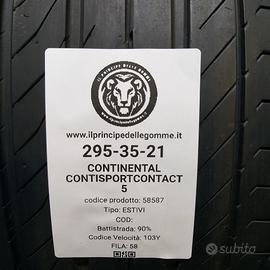 IL PRINCIPE DELLE GOMME
www.ilprincipedellegomme.it
www.ilprincipedellegomme.it
295-35-21
CONTINENTAL
CONTISPORTCONTACT
5
codice prodotto: 58587
Tipo: ESTIVI
COD:
Battistrada: 90%
Codice Velocità: 103Y
FILA: 58
subito